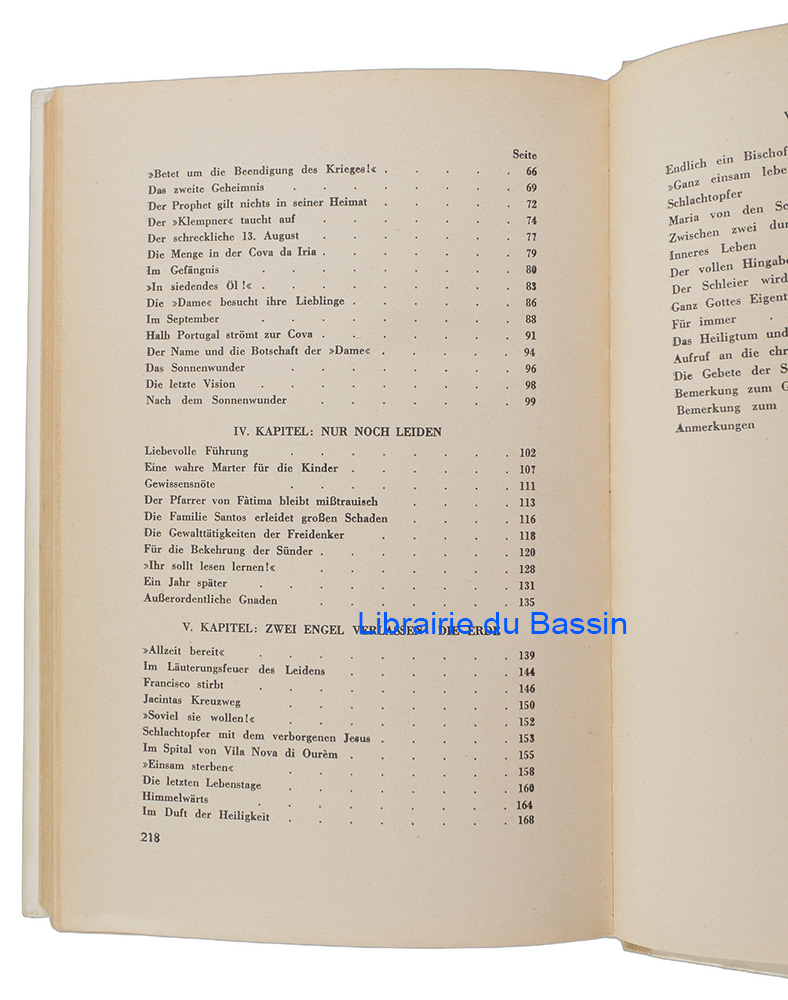 Seite
»Betet um die Beendigung des Krieges!« . . . . . 66
Das zweite Geheimnis . . . . . . . 69
Der Prophet gilt nichts in seiner Heimat . . . . . 72
Der »Klempner« taucht auf . . . . . . 74
Der schreckliche 13. August . . . . . . 77
Die Menge in der Cova da Iria . . . . . . 79
Im Gefängnis . . . . . . . . 80
»In siedendes Öl!« . . . . . . . . 83
Die »Dame« besucht ihre Lieblinge . . . . . 86
Im September . . . . . . . . 88
Halb Portugal strömt zur Cova . . . . . . 91
Der Name und die Botschaft der »Dame« . . . . . 94
Das Sonnenwunder . . . . . . . 96
Die letzte Vision . . . . . . . . 98
Nach dem Sonnenwunder . . . . . . . 99
IV. KAPITEL: NUR NOCH LEIDEN
Liebevolle Führung . . . . . . . 102
Eine wahre Marter für die Kinder . . . . . . 107
Gewissensnöte . . . . . . . 111
Der Pfarrer von Fàtima bleibt mißtrauisch . . . . 113
Die Familie Santos erleidet großen Schaden . . . . 116
Die Gewalttätigkeiten der Freidenker . . . . . 118
Für die Bekehrung der Sünder . . . . . . 120
»Ihr sollt lesen lernen!« . . . . . . 128
Ein Jahr später . . . . . . . . 131
Außerordentliche Gnaden . . . . . . 135
V. KAPITEL: ZWEI ENGEL VERLASSEN DIE ERDE
»Allzeit bereit« . . . . . . . . 139
Im Läuterungsfeuer des Leidens . . . . . . 144
Francisco stirbt . . . . . . . . 146
Jacintas Kreuzweg . . . . . . . 150
»Soviel sie wollen!« . . . . . . . 152
Schlachtopfer mit dem verborgenen Jesus . . . . . 153
Im Spital von Vila Nova di Ourèm . . . . . . 155
»Einsam sterben« . . . . . . . 158
Die letzten Lebenstage . . . . . . . 160
Himmelwärts . . . . . . . . 164
Im Duft der Heiligkeit . . . . . . . 168
218
Librairie du Bassin
Endlich ein Bischof
»Ganz einsam
Schlachtopfer
Maria von den
Zwischen zwei
Inneres Leben
Der vollen
Der Schleier wird
Ganz Gottes
Für immer .
Das Heiligtum und
Aufruf an die
Die Gebete der
Bemerkung zum
Bemerkung zum
Anmerkungen